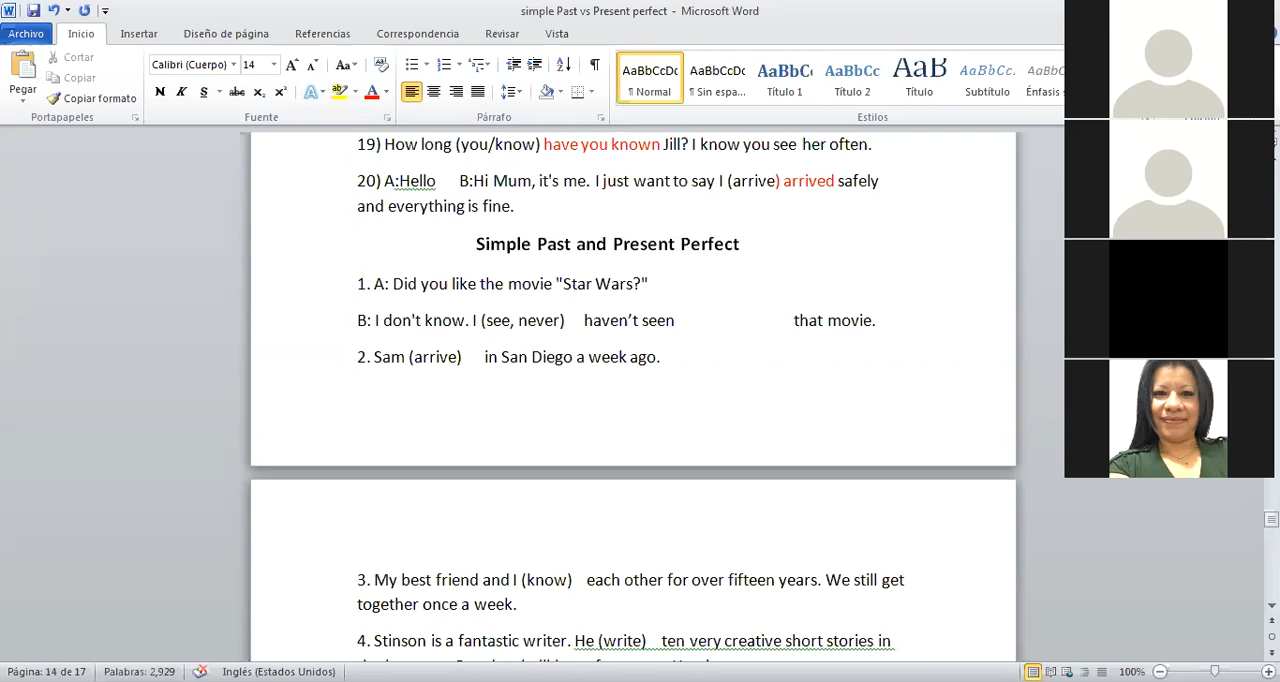 simple Past vs Present perfect - Microsoft Word
Archivo Inicio Insertar Diseño de página Referencias Correspondencia Revisar Vista
Cortar
Copiar
Copiar formato
Pegar
Portapapeles
Calibri (Cuerpo) 14
Fuente
Párrafo
AaBbCcDc AaBbCcDc AaBbC AaBbCc AaB AaBbCc. AaBbC
¶ Normal ¶ Sin espa... Título 1 Título 2 Título Subtítulo Énfasis
Estilos
19) How long (you/know) have you known Jill? I know you see her often.
20) A:Hello B:Hi Mum, it's me. I just want to say I (arrive) arrived safely
and everything is fine.
Simple Past and Present Perfect
1. A: Did you like the movie "Star Wars?"
B: I don't know. I (see, never) haven’t seen that movie.
2. Sam (arrive) in San Diego a week ago.
3. My best friend and I (know) each other for over fifteen years. We still get
together once a week.
4. Stinson is a fantastic writer. He (write) ten very creative short stories in
Página: 14 de 17 Palabras: 2,929 Inglés (Estados Unidos) 100%